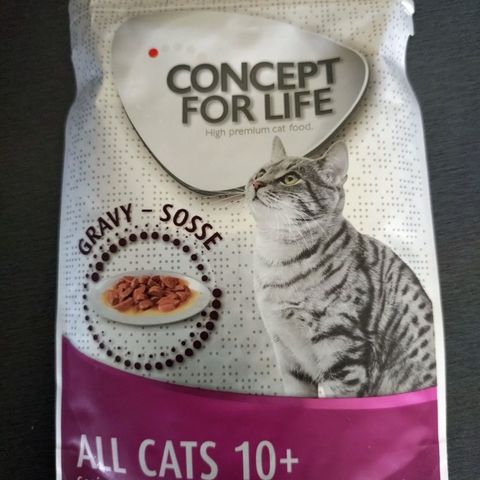 CONCEPT
FOR LIFE
High premium cat food.
GRAVY – SOSSE
ALL CATS 10+